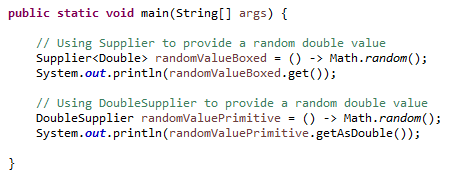 public static void main(String[] args) {
// Using Supplier to provide a random double value
Supplier<Double> randomValueBoxed = () -> Math.random();
System.out.println(randomValueBoxed.get());
// Using DoubleSupplier to provide a random double value
DoubleSupplier randomValuePrimitive = () -> Math.random();
System.out.println(randomValuePrimitive.getAsDouble());
}